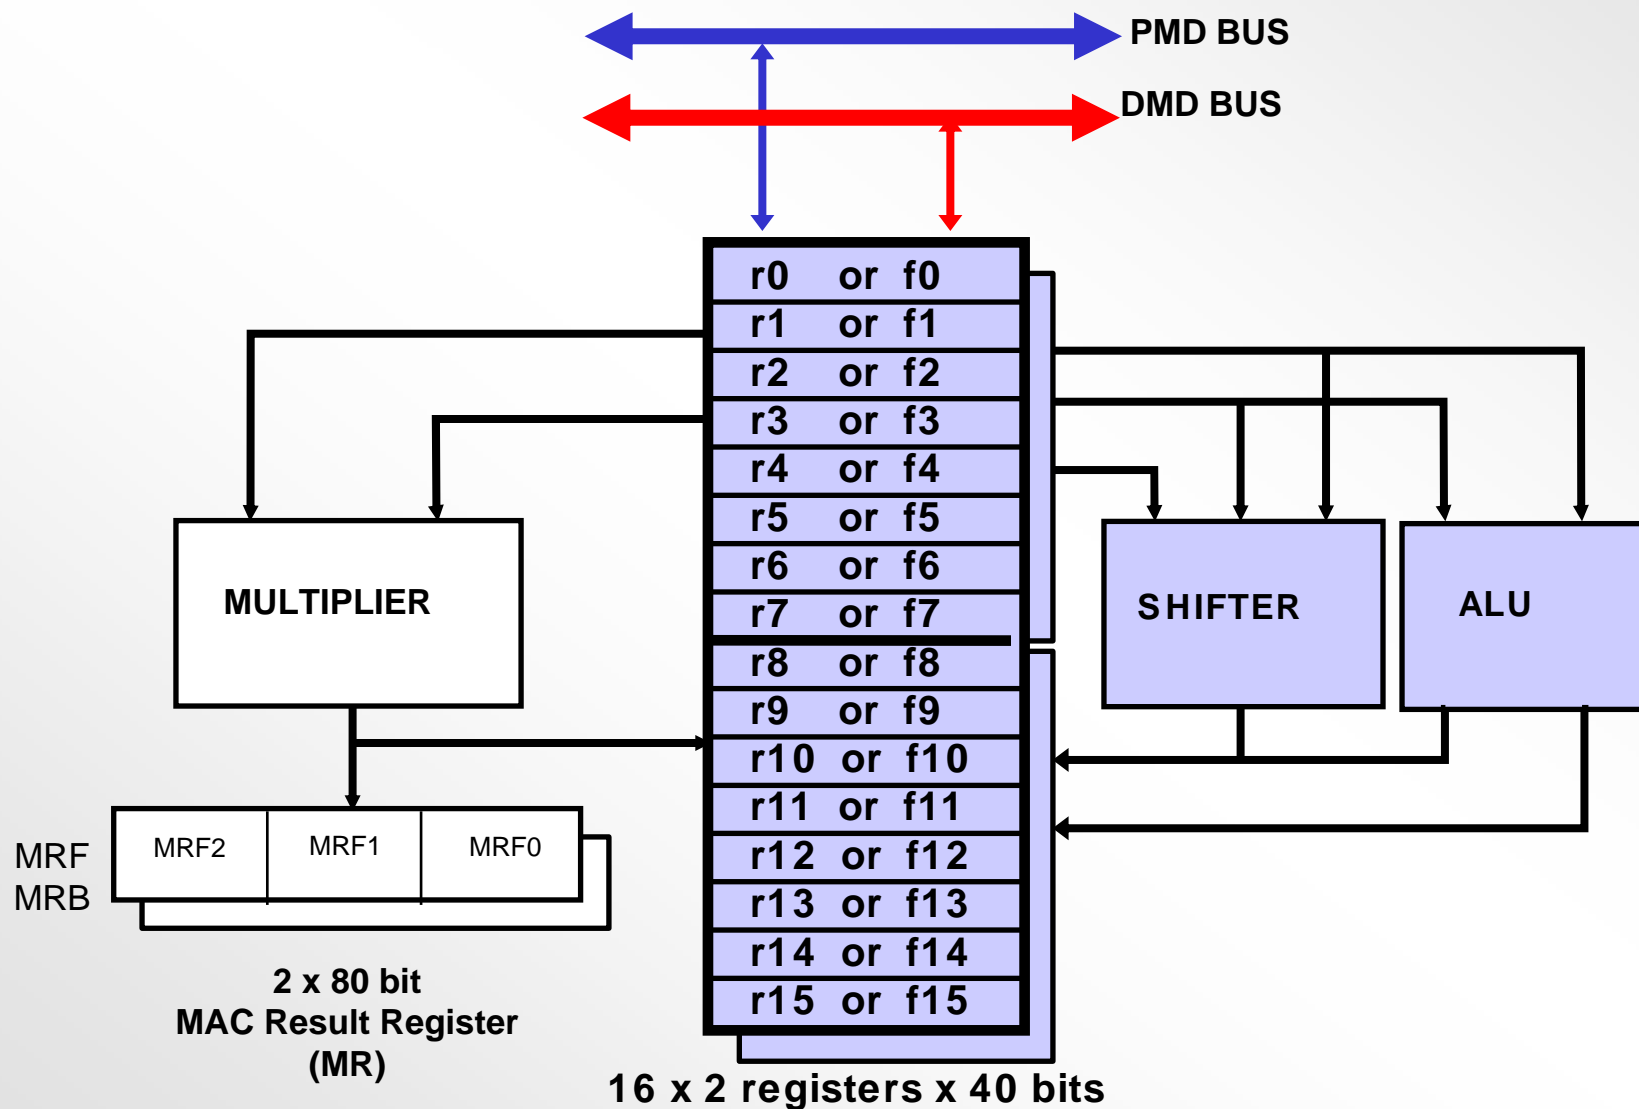 PMD BUS
DMD BUS
r0 or f0
r1 or f1
r2 or f2
r3 or f3
r4 or f4
r5 or f5
r6 or f6
r7 or f7
r8 or f8
r9 or f9
r10 or f10
r11 or f11
r12 or f12
r13 or f13
r14 or f14
r15 or f15
MULTIPLIER
SHIFTER
ALU
MRF
MRB
MRF2 MRF1 MRF0
2 x 80 bit
MAC Result Register
(MR)
16 x 2 registers x 40 bits